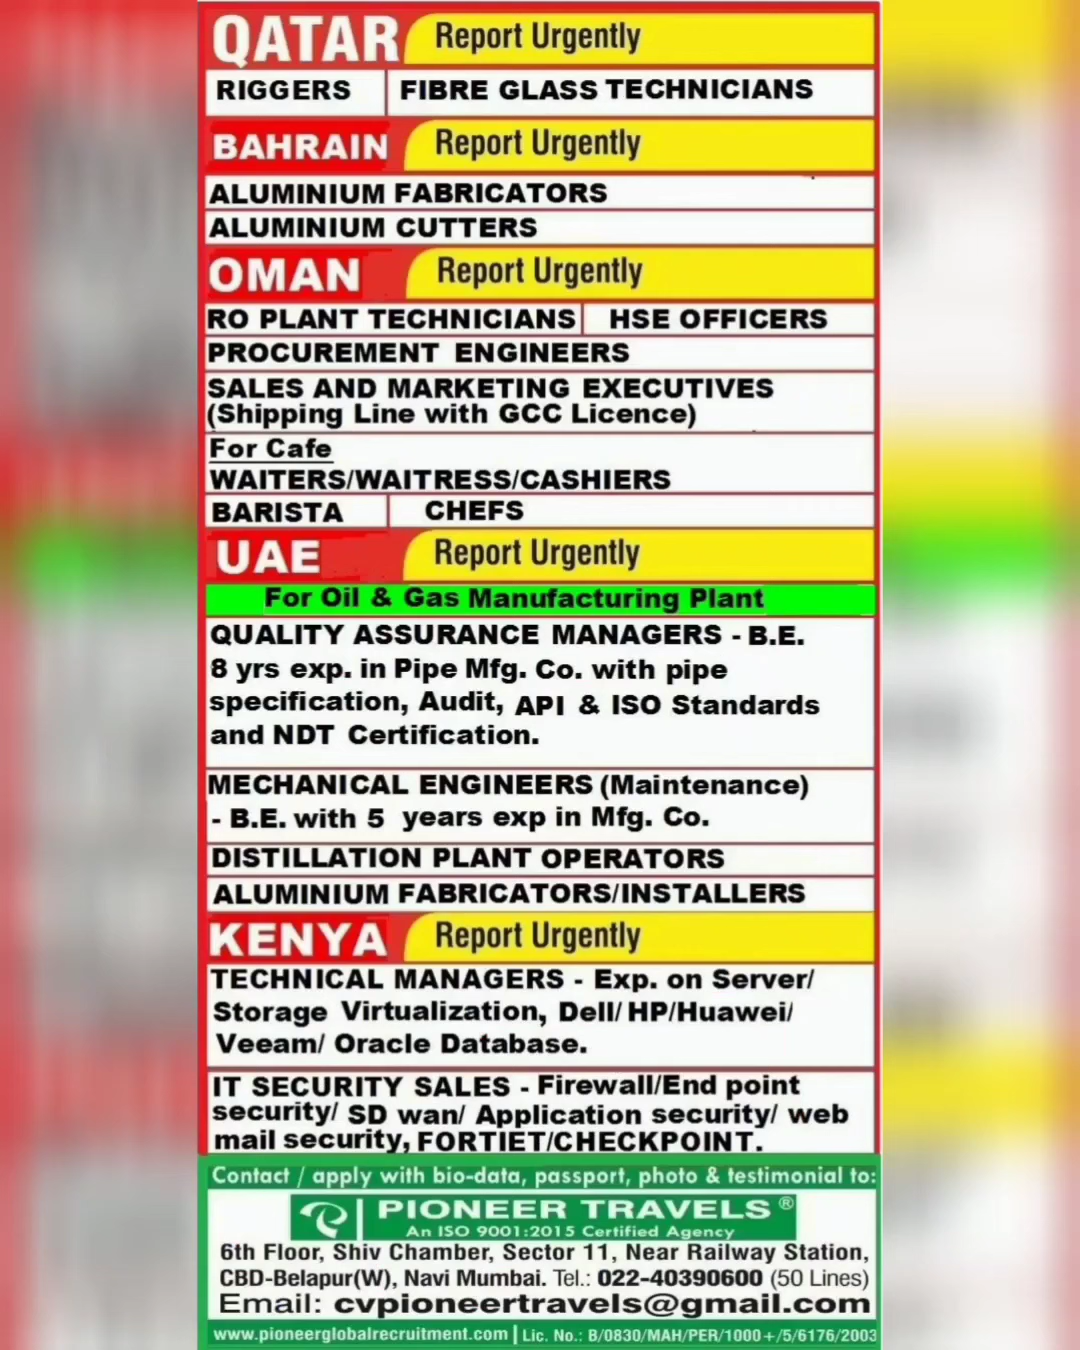 QATAR Report Urgently
RIGGERS FIBRE GLASS TECHNICIANS
BAHRAIN Report Urgently
ALUMINIUM FABRICATORS
ALUMINIUM CUTTERS
OMAN Report Urgently
RO PLANT TECHNICIANS HSE OFFICERS
PROCUREMENT ENGINEERS
SALES AND MARKETING EXECUTIVES
(Shipping Line with GCC Licence)
For Cafe
WAITERS/WAITRESS/CASHIERS
BARISTA CHEFS
UAE Report Urgently
For Oil & Gas Manufacturing Plant
QUALITY ASSURANCE MANAGERS - B.E.
8 yrs exp. in Pipe Mfg. Co. with pipe
specification, Audit, API & ISO Standards
and NDT Certification.
MECHANICAL ENGINEERS (Maintenance)
- B.E. with 5 years exp in Mfg. Co.
DISTILLATION PLANT OPERATORS
ALUMINIUM FABRICATORS/INSTALLERS
KENYA Report Urgently
TECHNICAL MANAGERS - Exp. on Server/
Storage Virtualization, Dell/ HP/Huawei/
Veeam/ Oracle Database.
IT SECURITY SALES - Firewall/End point
security/ SD wan/ Application security/ web
mail security, FORTIET/CHECKPOINT.
Contact / apply with bio-data, passport, photo & testimonial to:
PIONEER TRAVELS ®
An ISO 9001:2015 Certified Agency
6th Floor, Shiv Chamber, Sector 11, Near Railway Station,
CBD-Belapur(W), Navi Mumbai. Tel.: 022-40390600 (50 Lines)
Email: cvpioneertravels@gmail.com
www.pioneerglobalrecruitment.com | Lic. No.: B/0830/MAH/PER/1000+/5/6176/2003